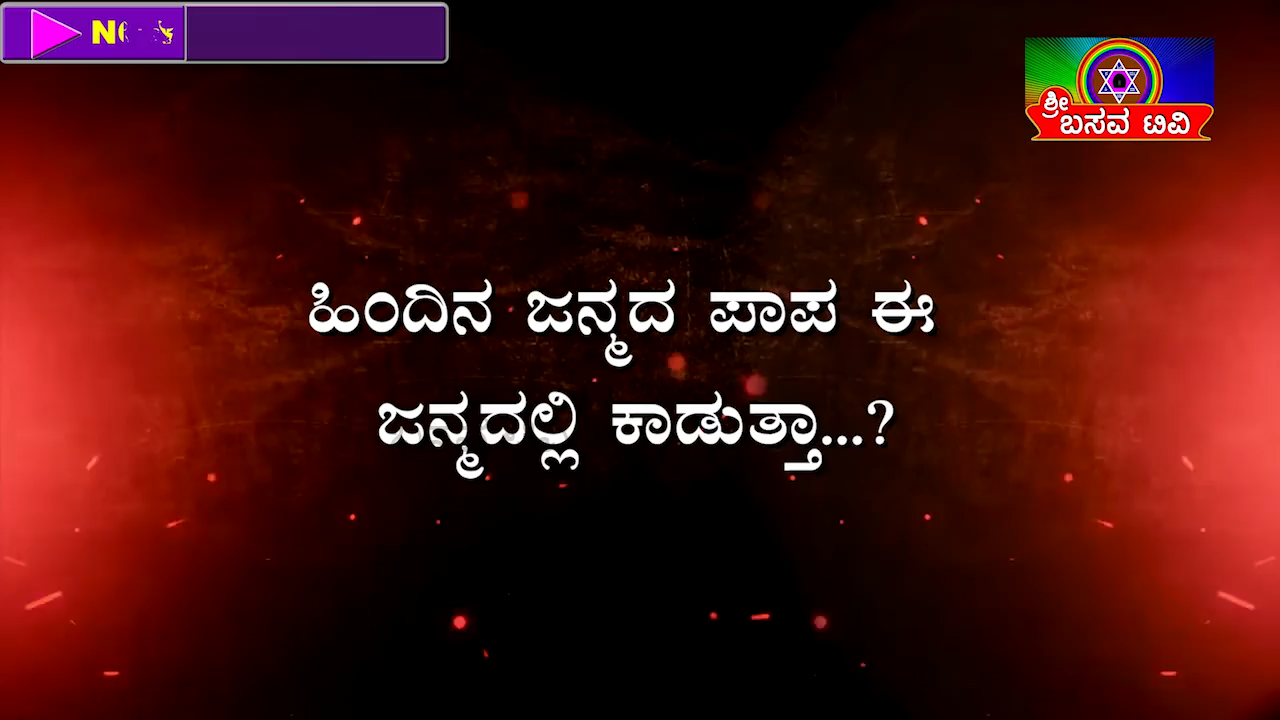 ಶ್ರೀ
ಬಸವ ಟಿವಿ
ಹಿಂದಿನ ಜನ್ಮದ ಪಾಪ ಈ
ಜನ್ಮದಲ್ಲಿ ಕಾಡುತ್ತಾ...?